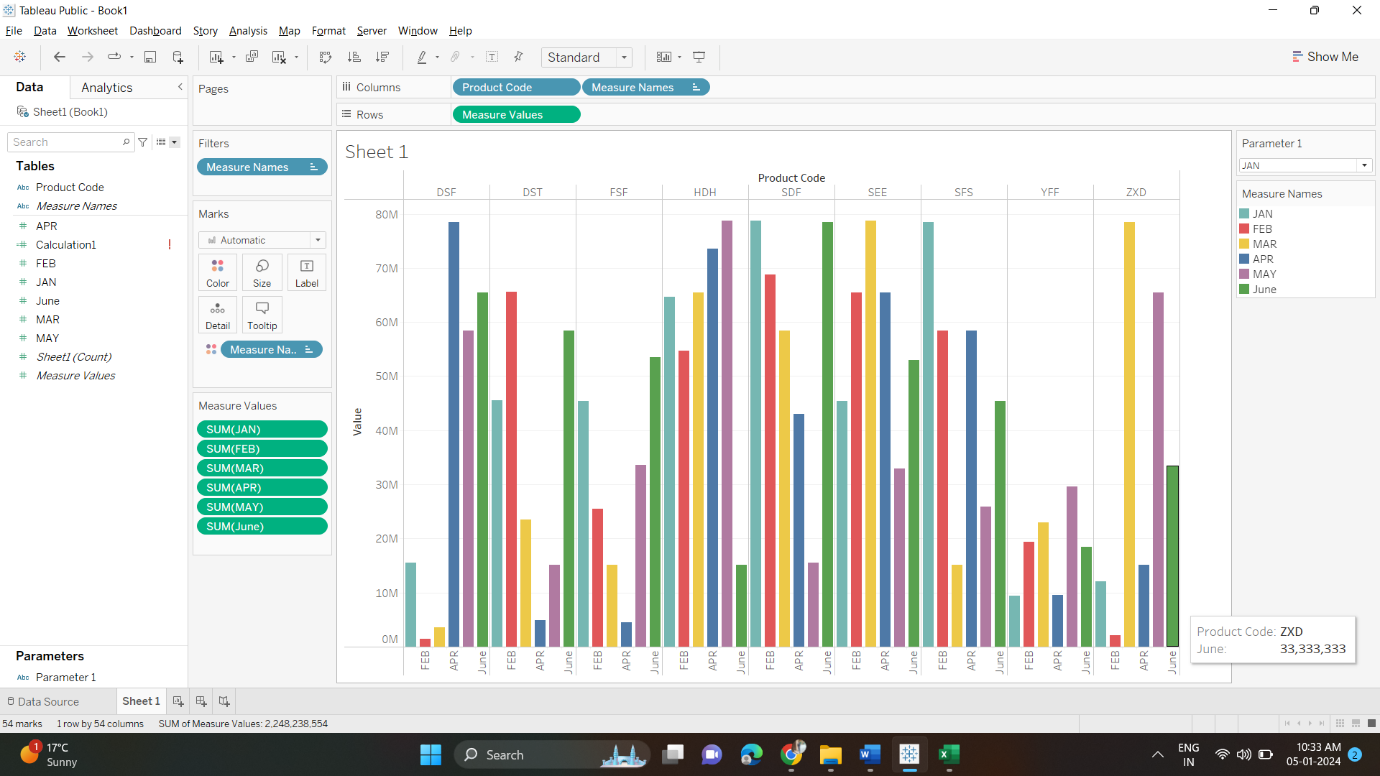 Tableau Public - Book1
File Data Worksheet Dashboard Story Analysis Map Format Server Window Help
Standard
Show Me
Data Analytics
Sheet1 (Book1)
Search
Tables
Abc Product Code
Abc Measure Names
# APR
=# Calculation1 !
# FEB
# JAN
# June
# MAR
# MAY
# Sheet1 (Count)
# Measure Values
Parameters
Abc Parameter 1
Pages
Filters
Measure Names
Marks
Automatic
Color Size Label
Detail Tooltip
Measure Na..
Measure Values
SUM(JAN)
SUM(FEB)
SUM(MAR)
SUM(APR)
SUM(MAY)
SUM(June)
Columns Product Code Measure Names
Rows Measure Values
Sheet 1
Product Code
DSF DST FSF HDH SDF SEE SFS YFF ZXD
80M
70M
60M
50M
40M
30M
20M
10M
0M
Value
FEB APR June FEB APR June FEB APR June FEB APR June FEB APR June FEB APR June FEB APR June FEB APR June FEB APR June
Product Code: ZXD
June: 33,333,333
Parameter 1
JAN
Measure Names
JAN
FEB
MAR
APR
MAY
June
Data Source Sheet 1
54 marks 1 row by 54 columns SUM of Measure Values: 2,248,238,554
1
17°C
Sunny
Search
ENG
IN
10:33 AM
05-01-2024
2